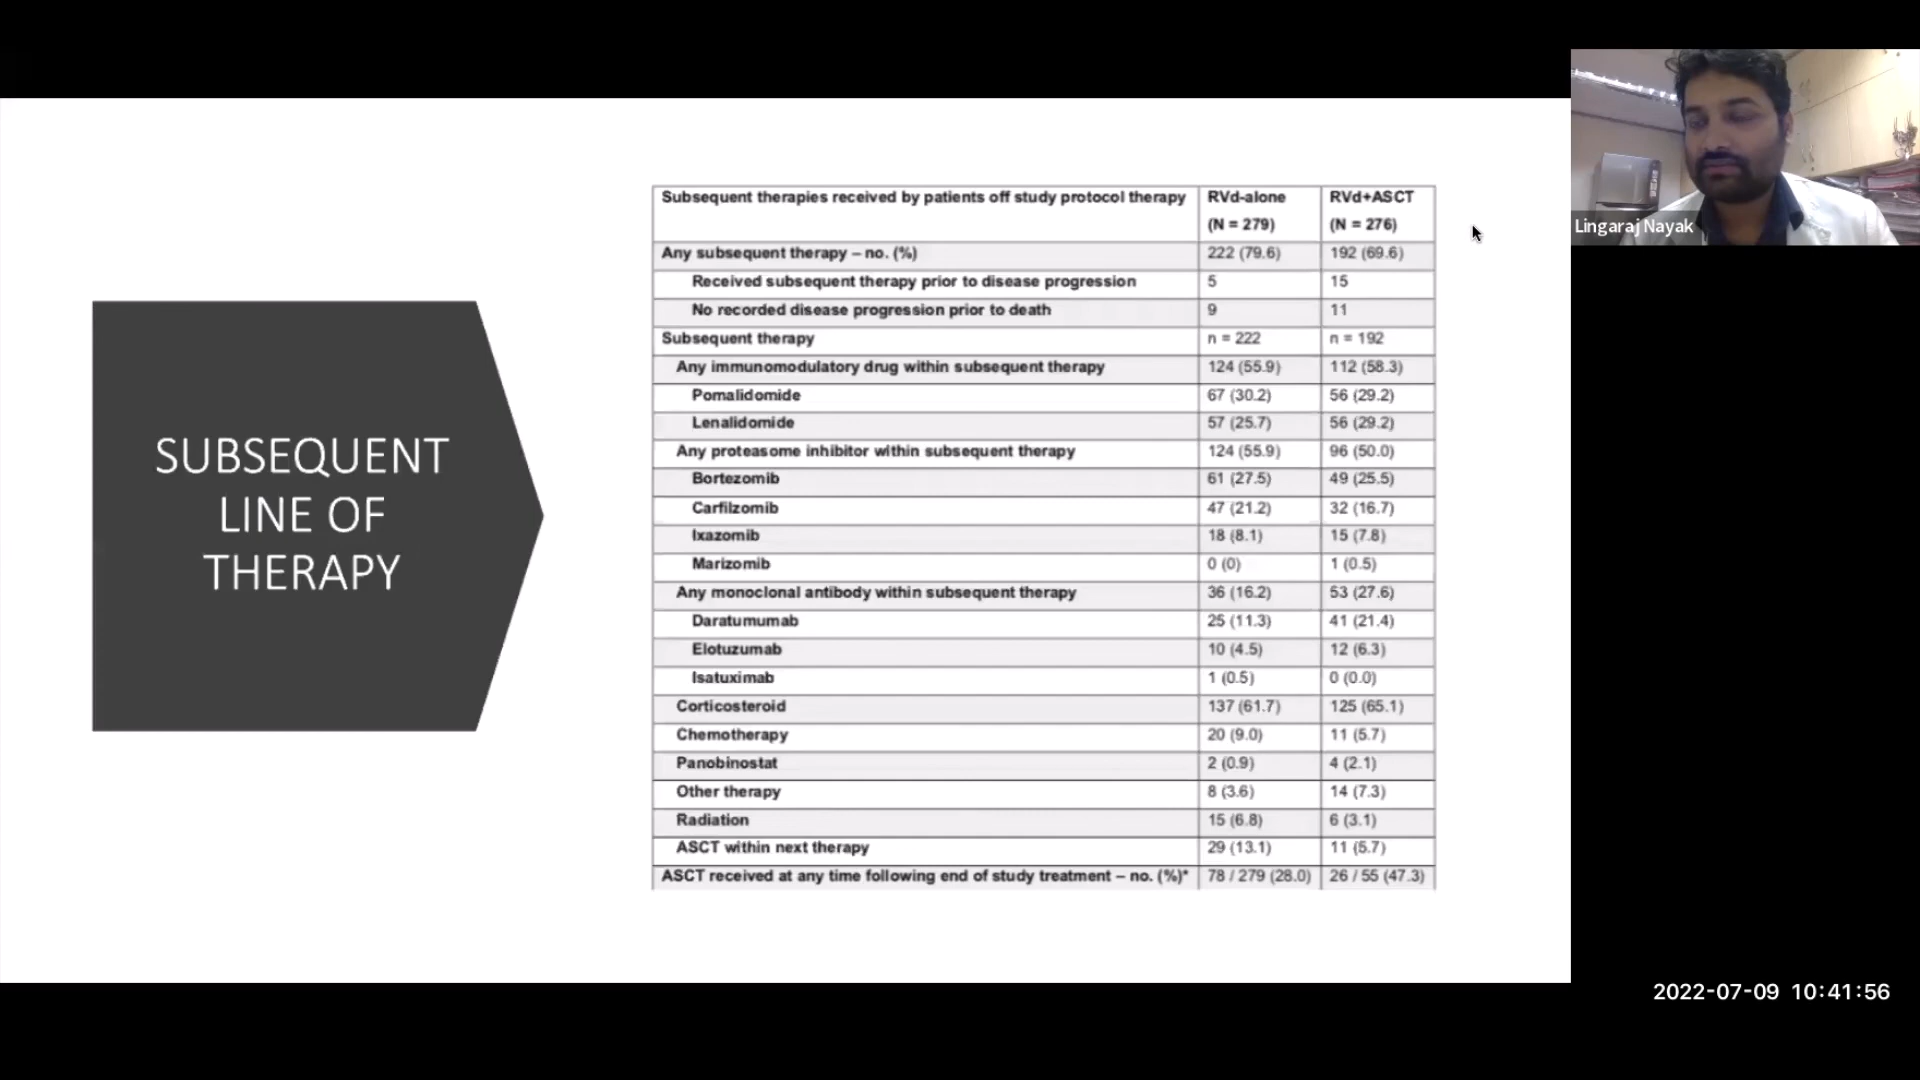 SUBSEQUENT
LINE OF
THERAPY
Subsequent therapies received by patients off study protocol therapy RVd-alone (N = 279) RVd+ASCT (N = 276)
Any subsequent therapy – no. (%) 222 (79.6) 192 (69.6)
Received subsequent therapy prior to disease progression 5 15
No recorded disease progression prior to death 9 11
Subsequent therapy n = 222 n = 192
Any immunomodulatory drug within subsequent therapy 124 (55.9) 112 (58.3)
Pomalidomide 67 (30.2) 56 (29.2)
Lenalidomide 57 (25.7) 56 (29.2)
Any proteasome inhibitor within subsequent therapy 124 (55.9) 96 (50.0)
Bortezomib 61 (27.5) 49 (25.5)
Carfilzomib 47 (21.2) 32 (16.7)
Ixazomib 18 (8.1) 15 (7.8)
Marizomib 0 (0) 1 (0.5)
Any monoclonal antibody within subsequent therapy 36 (16.2) 53 (27.6)
Daratumumab 25 (11.3) 41 (21.4)
Elotuzumab 10 (4.5) 12 (6.3)
Isatuximab 1 (0.5) 0 (0.0)
Corticosteroid 137 (61.7) 125 (65.1)
Chemotherapy 20 (9.0) 11 (5.7)
Panobinostat 2 (0.9) 4 (2.1)
Other therapy 8 (3.6) 14 (7.3)
Radiation 15 (6.8) 6 (3.1)
ASCT within next therapy 29 (13.1) 11 (5.7)
ASCT received at any time following end of study treatment – no. (%)* 78 / 279 (28.0) 26 / 55 (47.3)
Lingaraj Nayak
2022-07-09 10:41:56